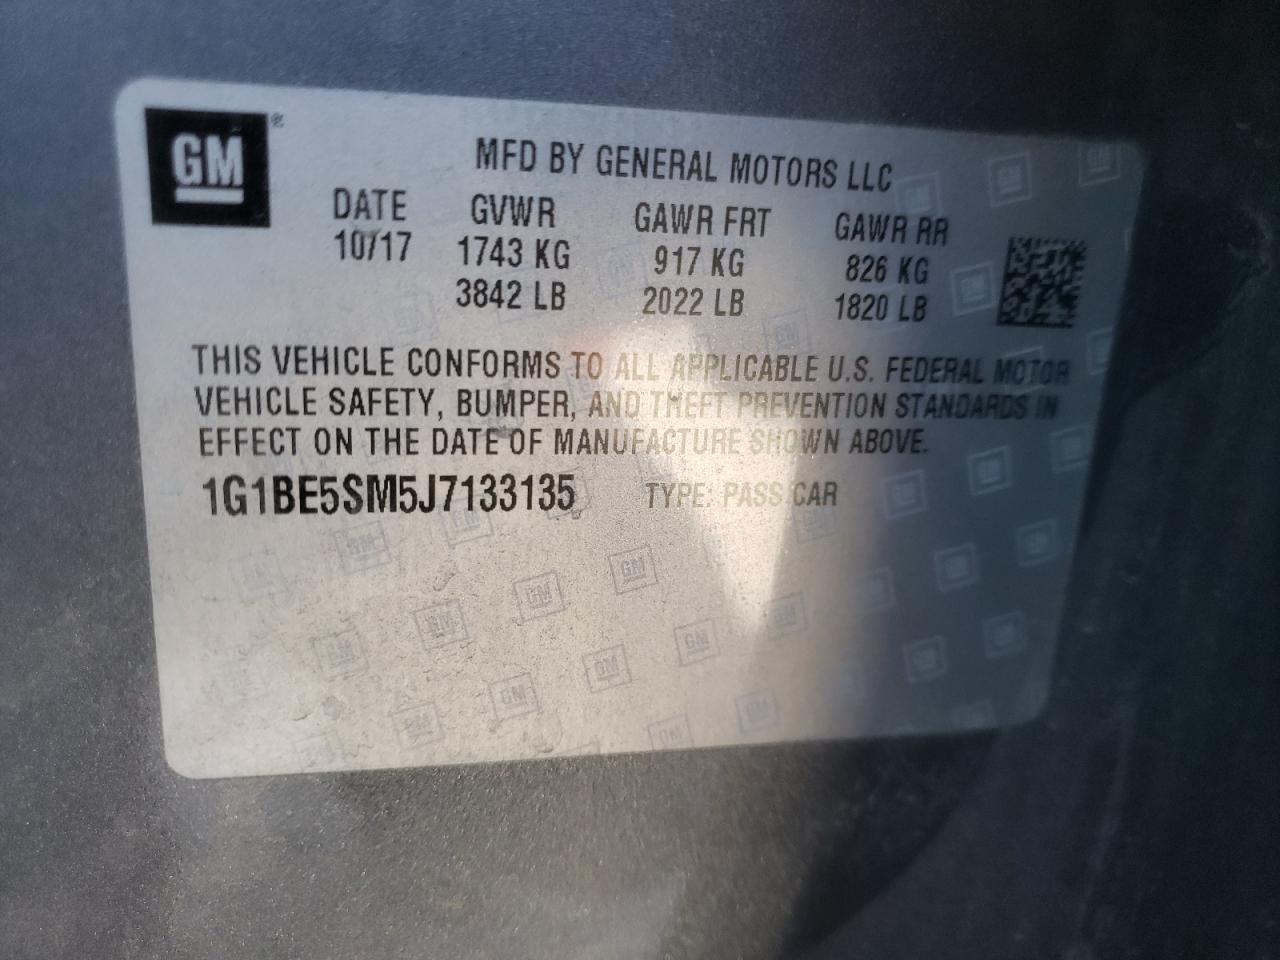 GM®
MFD BY GENERAL MOTORS LLC
DATE GVWR GAWR FRT GAWR RR
10/17 1743 KG 917 KG 826 KG
3842 LB 2022 LB 1820 LB
THIS VEHICLE CONFORMS TO ALL APPLICABLE U.S. FEDERAL MOTOR
VEHICLE SAFETY, BUMPER, AND THEFT PREVENTION STANDARDS IN
EFFECT ON THE DATE OF MANUFACTURE SHOWN ABOVE.
1G1BE5SM5J7133135 TYPE: PASS CAR